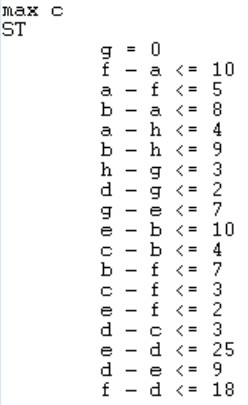 max c
ST
g = 0
f - a <= 10
a - f <= 5
b - a <= 8
a - h <= 4
b - h <= 9
h - g <= 3
d - g <= 2
g - e <= 7
e - b <= 10
c - b <= 4
b - f <= 7
c - f <= 3
e - f <= 2
d - c <= 3
e - d <= 25
d - e <= 9
f - d <= 18